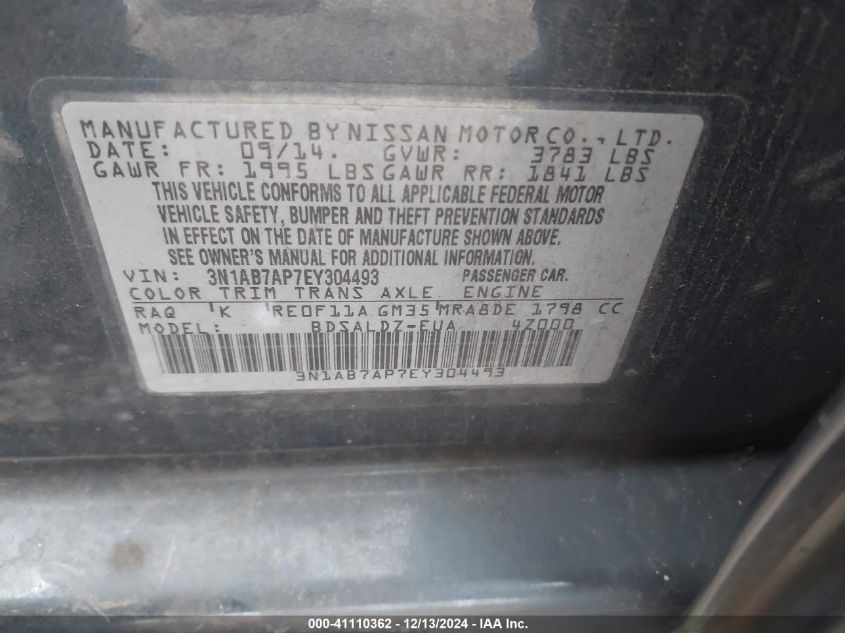 MANUFACTURED BY NISSAN MOTOR CO., LTD.
DATE: 09/14. GVWR: 3783 LBS
GAWR FR: 1995 LBS GAWR RR: 1841 LBS
THIS VEHICLE CONFORMS TO ALL APPLICABLE FEDERAL MOTOR
VEHICLE SAFETY, BUMPER AND THEFT PREVENTION STANDARDS
IN EFFECT ON THE DATE OF MANUFACTURE SHOWN ABOVE.
SEE OWNER'S MANUAL FOR ADDITIONAL INFORMATION.
VIN: 3N1AB7AP7EY304493 PASSENGER CAR.
COLOR TRIM TRANS AXLE ENGINE
RAQ 'K 'RE0F11A GM35'MRA8DE 1798 CC
MODEL: BDSALDZ-EUA 4Z000
3N1AB7AP7EY304493
000-41110362 - 12/13/2024 - IAA Inc.